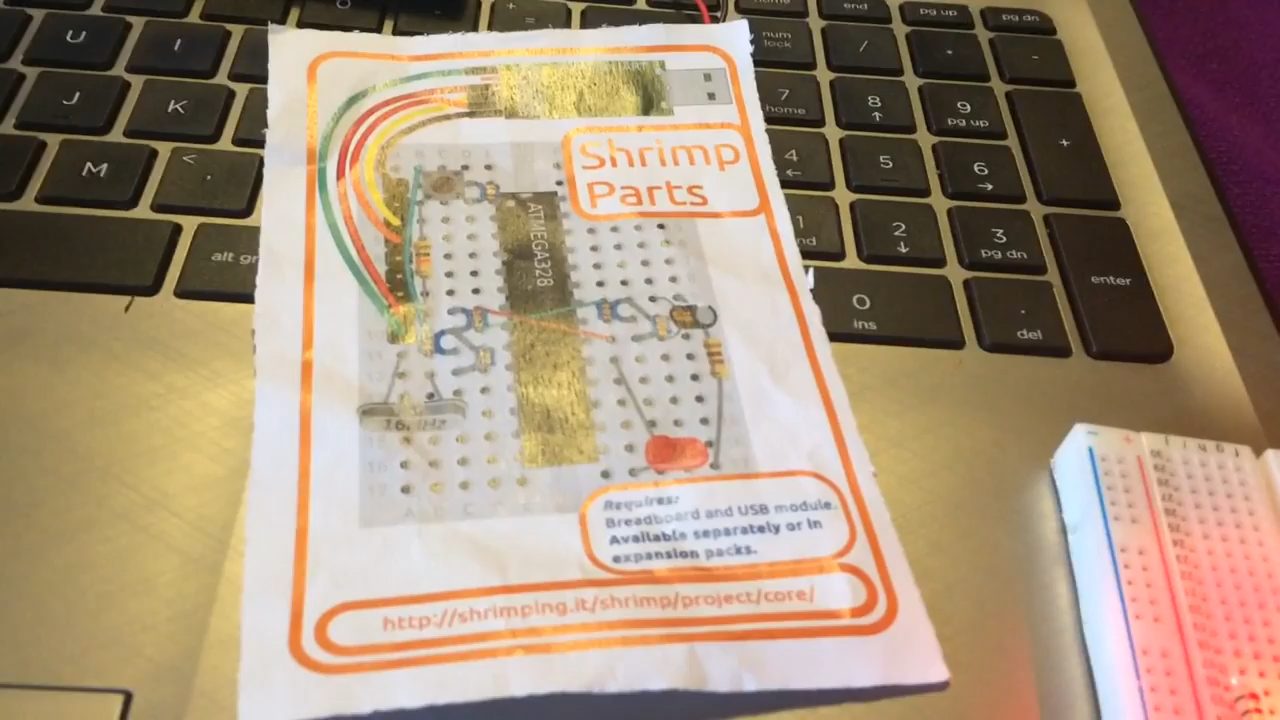 U
I
O
+
=
home
end
pg up
pg dn
num
lock
/
*
-
J
K
7
home
8
9
pg up
+
M
<
,
4
5
6
alt gr
1
2
3
pg dn
enter
0
ins
.
del
Shrimp
Parts
ATMEGA328
Requires:
Breadboard and USB module.
Available separately or in
expansion packs.
http://shrimping.it/shrimp/project/core/